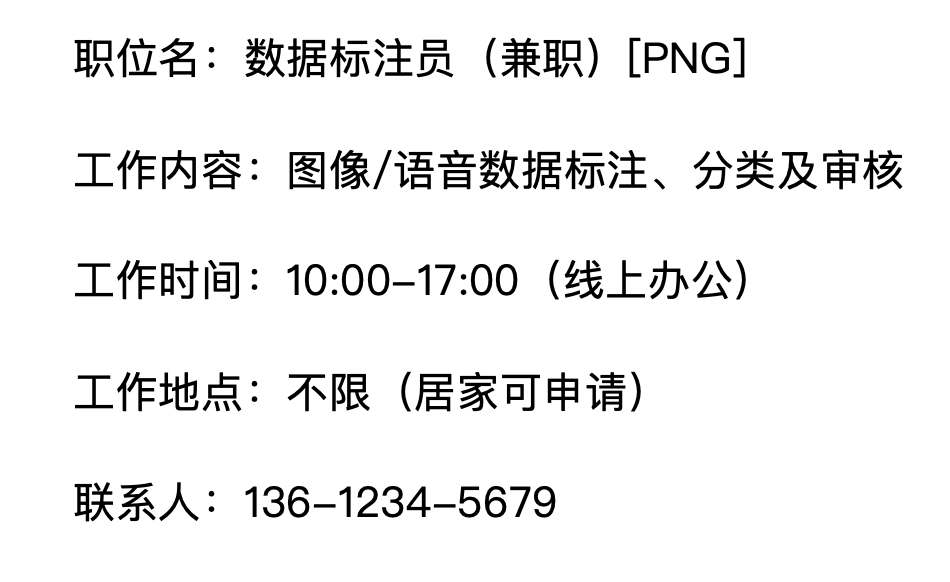 职位名：数据标注员（兼职）[PNG]
工作内容：图像/语音数据标注、分类及审核
工作时间：10:00–17:00（线上办公）
工作地点：不限（居家可申请）
联系人：136–1234–5679